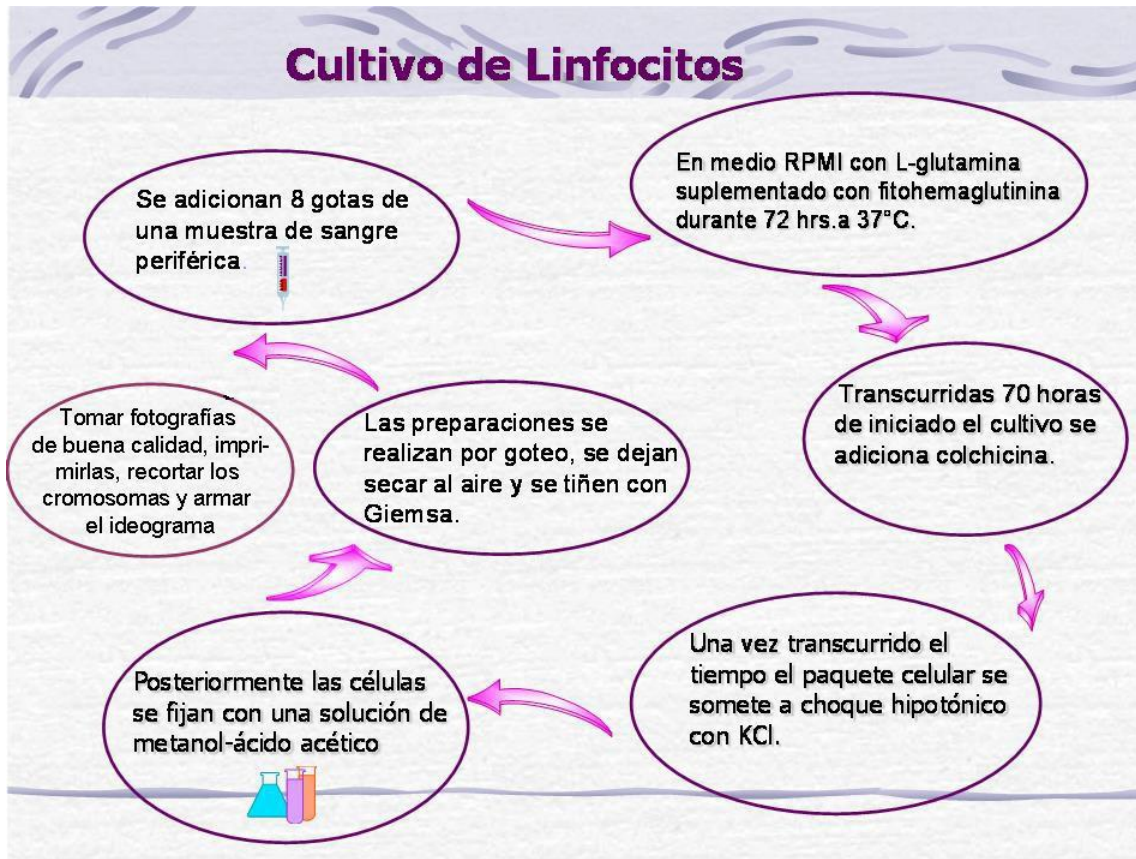 Cultivo de Linfocitos
Se adicionan 8 gotas de
una muestra de sangre
periférica.
En medio RPMI con L-glutamina
suplementado con fitohemaglutinina
durante 72 hrs.a 37°C.
Transcurridas 70 horas
de iniciado el cultivo se
adiciona colchicina.
Una vez transcurrido el
tiempo el paquete celular se
somete a choque hipotónico
con KCl.
Posteriormente las células
se fijan con una solución de
metanol-ácido acético
Las preparaciones se
realizan por goteo, se dejan
secar al aire y se tiñen con
Giemsa.
Tomar fotografías
de buena calidad, impri-
mirlas, recortar los
cromosomas y armar
el ideograma